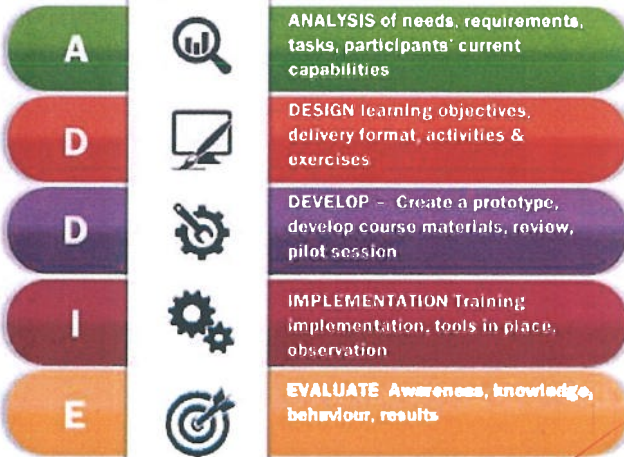 A
ANALYSIS of needs, requirements,
tasks, participants' current
capabilities
D
DESIGN learning objectives,
delivery format, activities &
exercises
D
DEVELOP – Create a prototype,
develop course materials, review,
pilot session
I
IMPLEMENTATION Training
implementation, tools in place,
observation
E
EVALUATE Awareness, knowledge,
behaviour, results